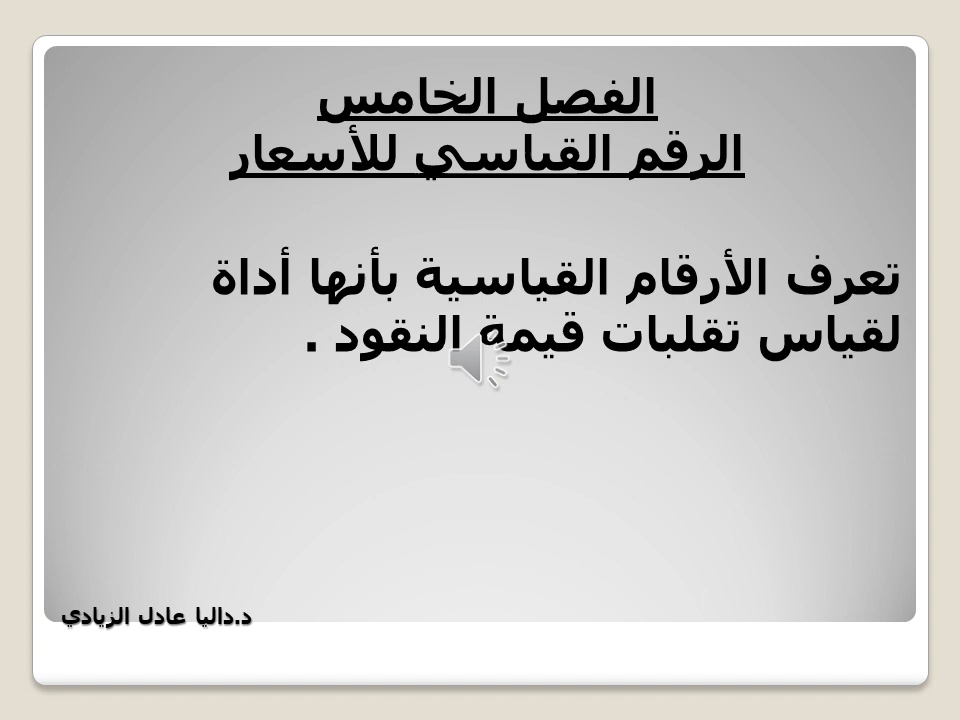 الفصل الخامس
الرقم القياسي للأسعار
تعرف الأرقام القياسية بأنها أداة
لقياس تقلبات قيمة النقود .
د.داليا عادل الزيادي